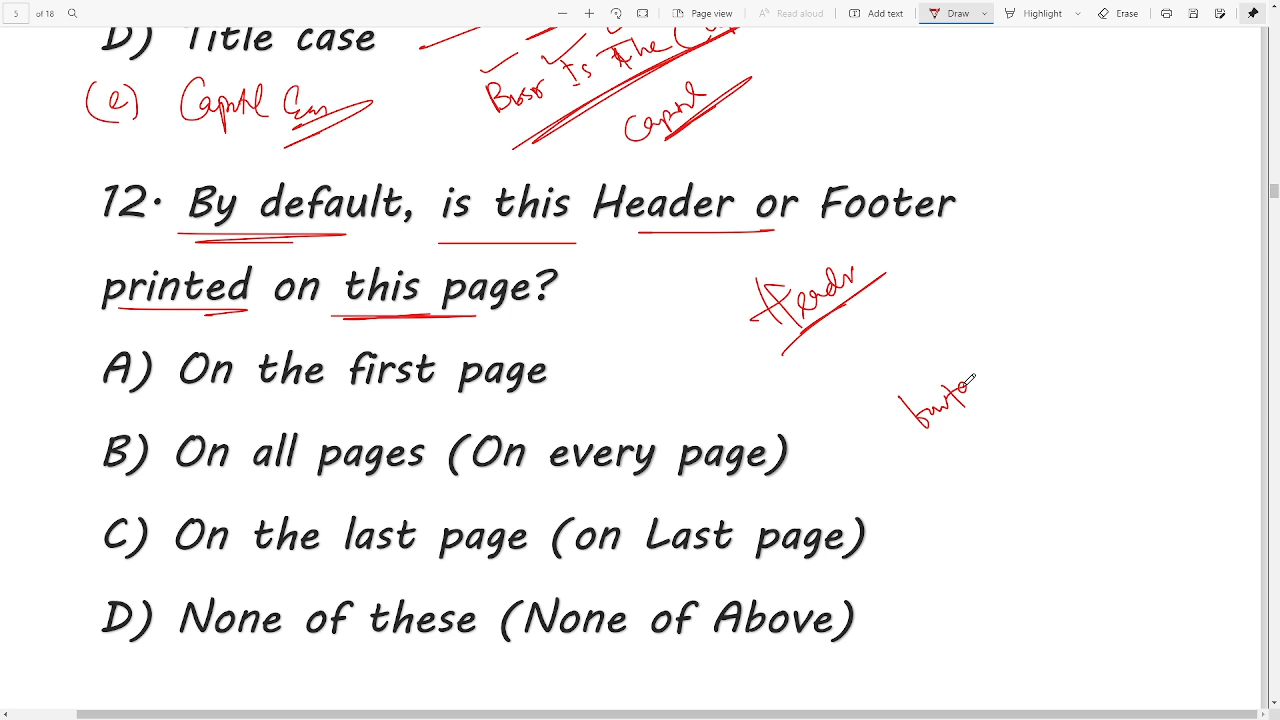 5 of 18 Page view Read aloud Add text Draw Highlight Erase
D) Title case
Is The
(e) Capital
12. By default, is this Header or Footer
printed on this page?
A) On the first page
B) On all pages (On every page)
C) On the last page (on Last page)
D) None of these (None of Above)